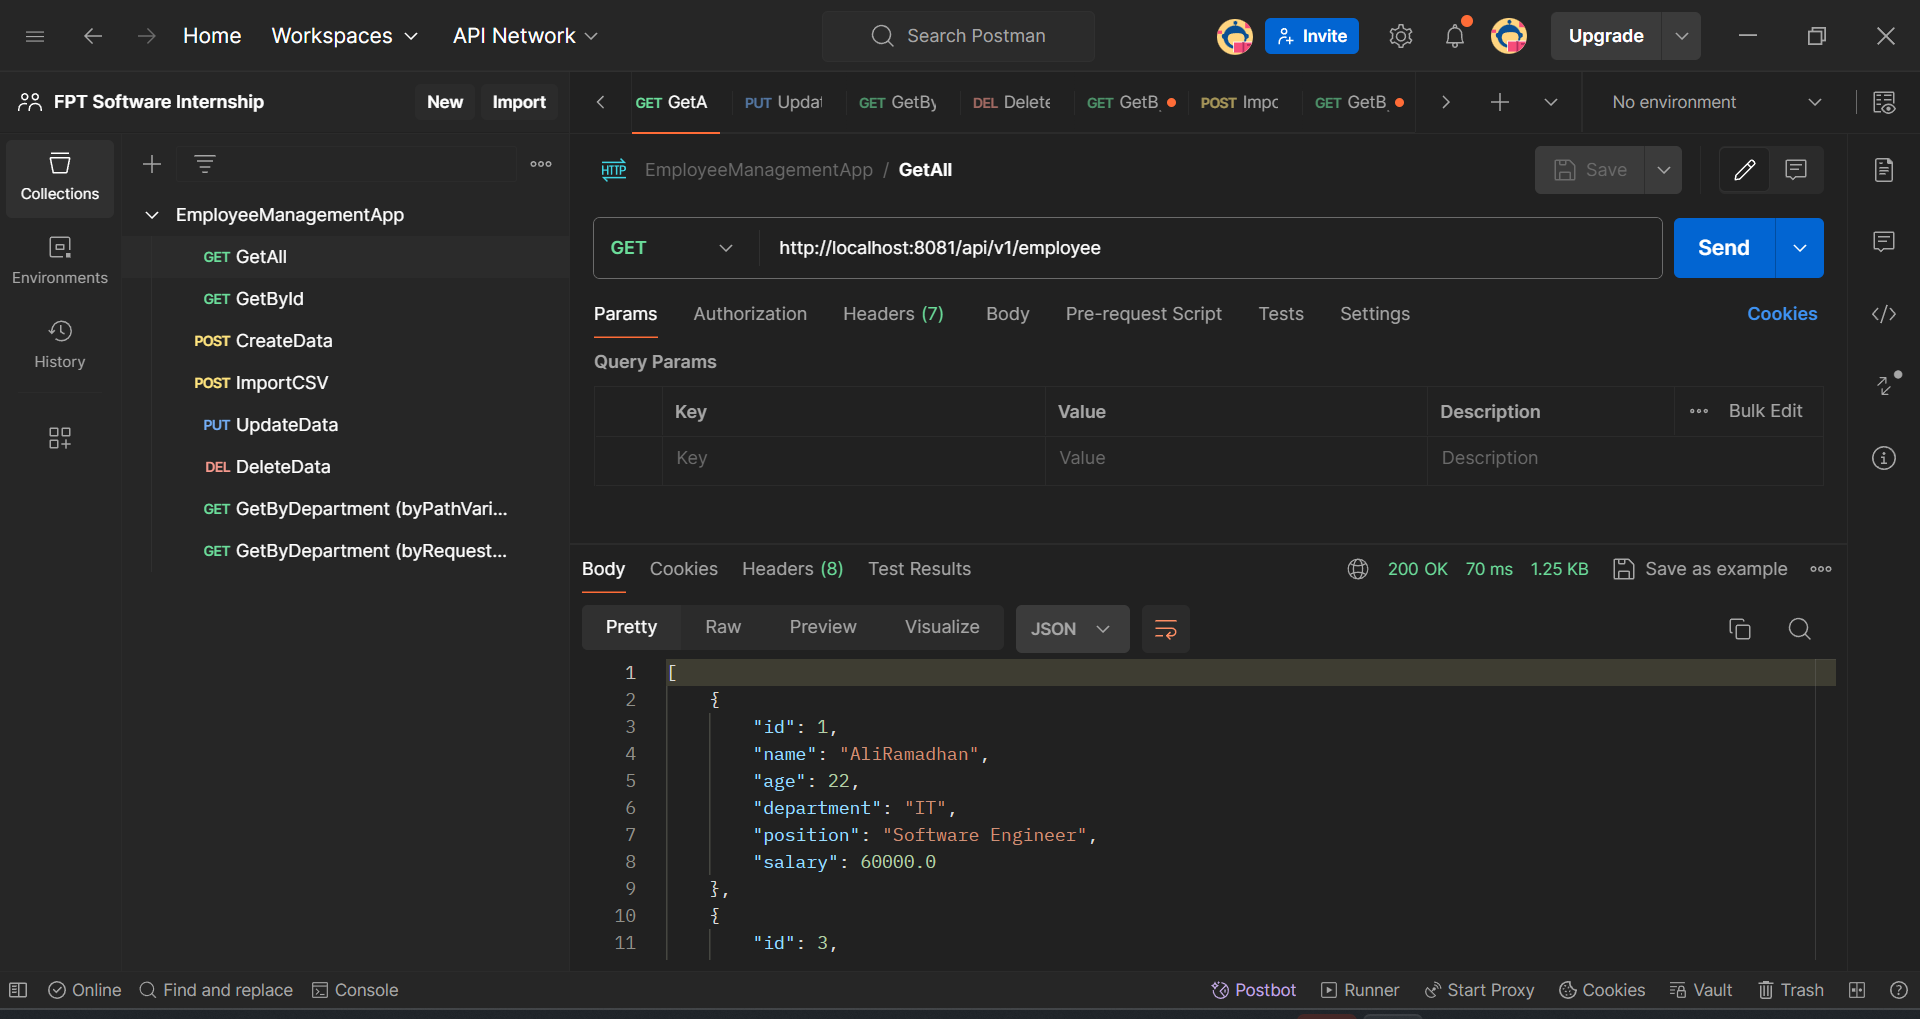 Home Workspaces API Network Search Postman Invite Upgrade
FPT Software Internship New Import
GET GetA PUT Updat GET GetBy DEL Delete GET GetB. POST Impo GET GetB. No environment
Collections
Environments
History
EmployeeManagementApp
GET GetAll
GET GetById
POST CreateData
POST ImportCSV
PUT UpdateData
DEL DeleteData
GET GetByDepartment (byPathVari...
GET GetByDepartment (byRequest...
HTTP EmployeeManagementApp / GetAll Save
GET http://localhost:8081/api/v1/employee Send
Params Authorization Headers (7) Body Pre-request Script Tests Settings Cookies
Query Params
Key Value Description Bulk Edit
Key Value Description
Body Cookies Headers (8) Test Results 200 OK 70 ms 1.25 KB Save as example
Pretty Raw Preview Visualize JSON
1 [
2 {
3 "id": 1,
4 "name": "AliRamadhan",
5 "age": 22,
6 "department": "IT",
7 "position": "Software Engineer",
8 "salary": 60000.0
9 },
10 {
11 "id": 3,
Online Find and replace Console Postbot Runner Start Proxy Cookies Vault Trash